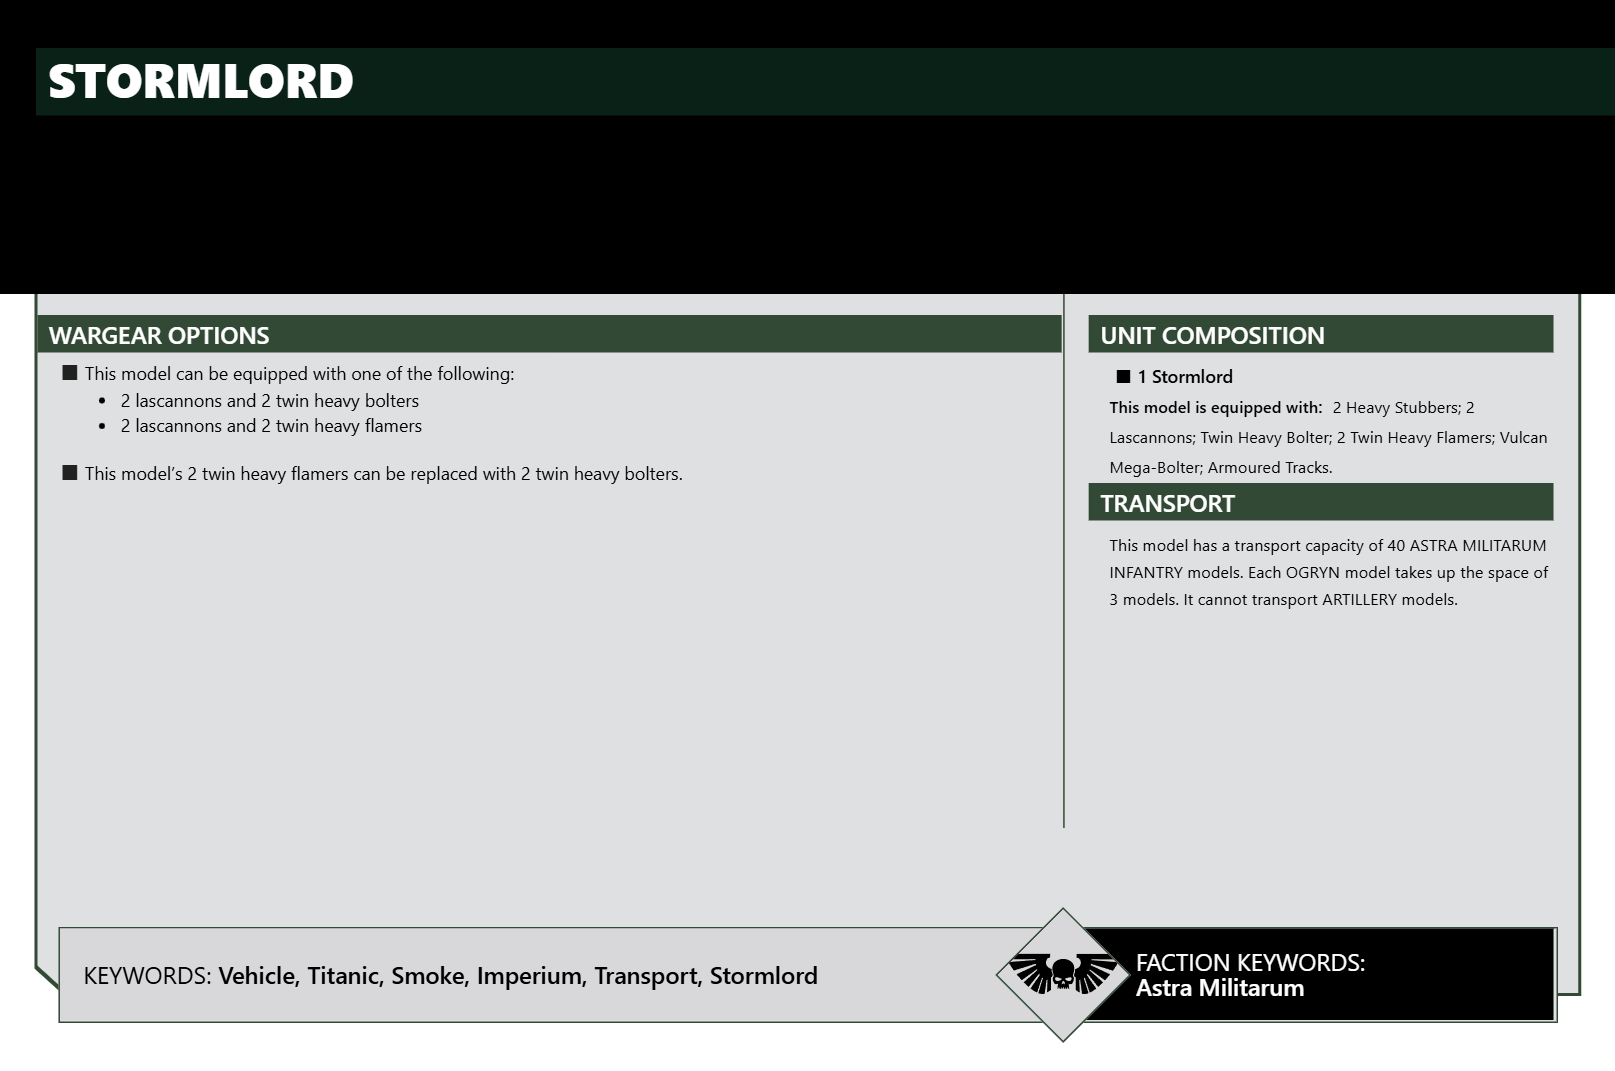 STORMLORD
WARGEAR OPTIONS
■ This model can be equipped with one of the following:
• 2 lascannons and 2 twin heavy bolters
• 2 lascannons and 2 twin heavy flamers
■ This model’s 2 twin heavy flamers can be replaced with 2 twin heavy bolters.
UNIT COMPOSITION
■ 1 Stormlord
This model is equipped with: 2 Heavy Stubbers; 2
Lascannons; Twin Heavy Bolter; 2 Twin Heavy Flamers; Vulcan
Mega-Bolter; Armoured Tracks.
TRANSPORT
This model has a transport capacity of 40 ASTRA MILITARUM
INFANTRY models. Each OGRYN model takes up the space of
3 models. It cannot transport ARTILLERY models.
KEYWORDS: Vehicle, Titanic, Smoke, Imperium, Transport, Stormlord
FACTION KEYWORDS:
Astra Militarum